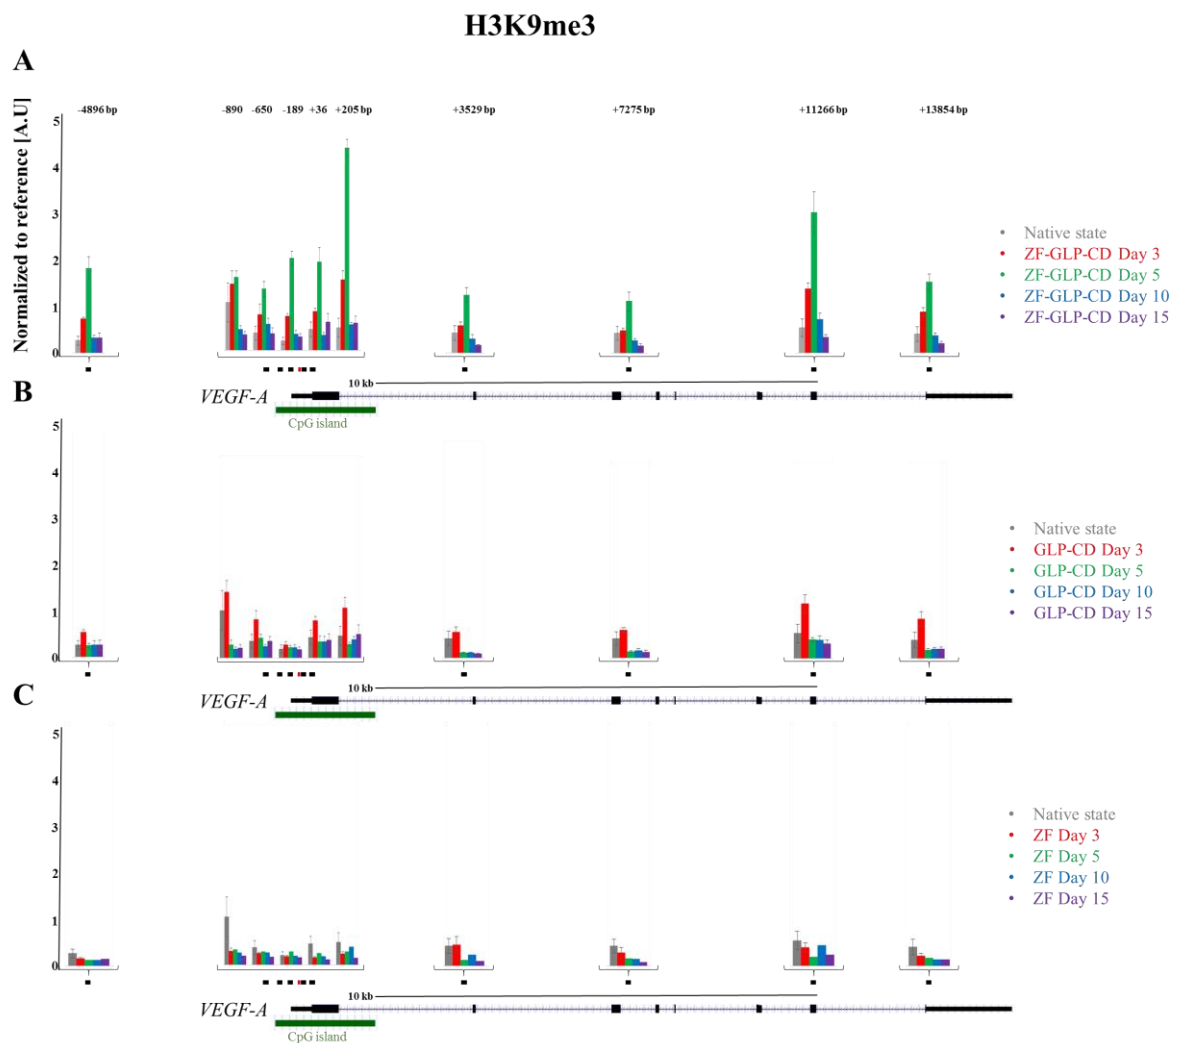 H3K9me3
A
Normalized to reference [A.U]
-4896 bp
-890 -650 -189 +36 +205 bp
+3529 bp
+7275 bp
+11266 bp
+13854 bp
5
4
3
2
1
0
Native state
ZF-GLP-CD Day 3
ZF-GLP-CD Day 5
ZF-GLP-CD Day 10
ZF-GLP-CD Day 15
10 kb
VEGF-A
CpG island
B
5
4
3
2
1
0
Native state
GLP-CD Day 3
GLP-CD Day 5
GLP-CD Day 10
GLP-CD Day 15
10 kb
VEGF-A
C
5
4
3
2
1
0
Native state
ZF Day 3
ZF Day 5
ZF Day 10
ZF Day 15
10 kb
VEGF-A
CpG island